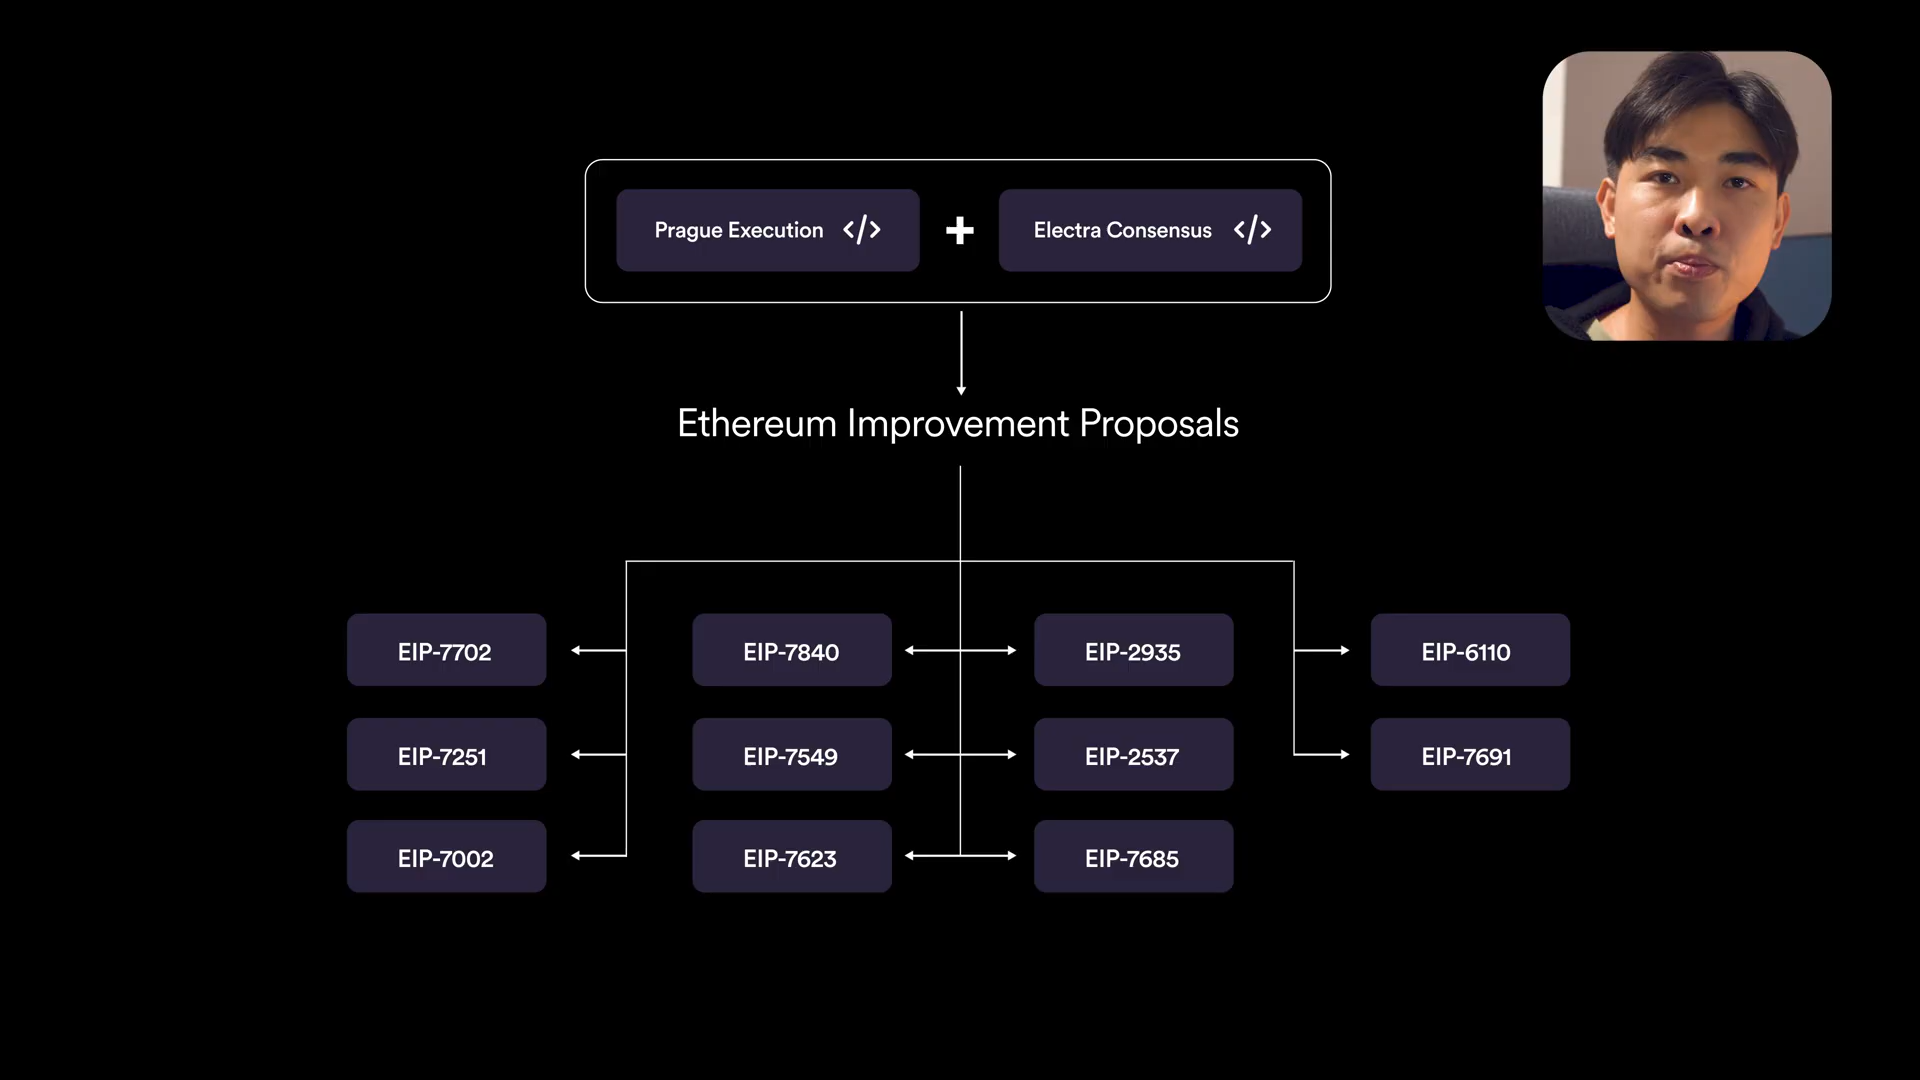 Prague Execution </>
+
Electra Consensus </>
Ethereum Improvement Proposals
EIP-7702
EIP-7840
EIP-2935
EIP-6110
EIP-7251
EIP-7549
EIP-2537
EIP-7691
EIP-7002
EIP-7623
EIP-7685